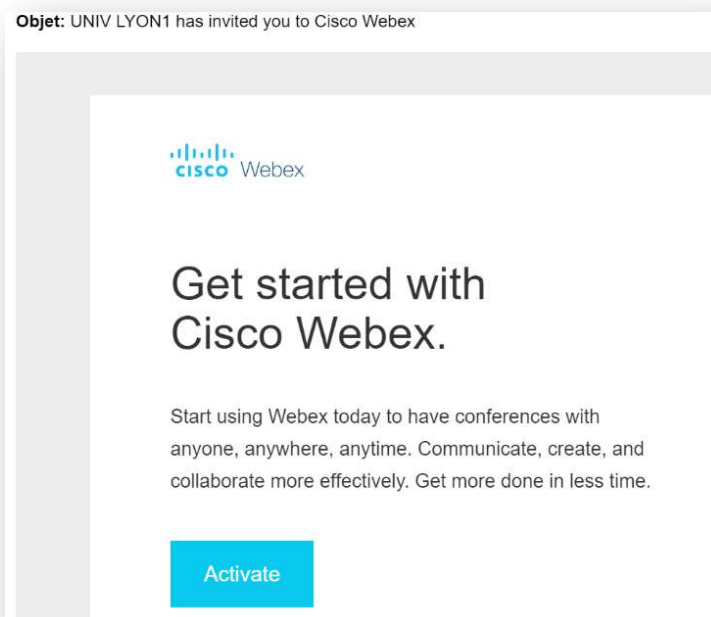 Objet: UNIV LYON1 has invited you to Cisco Webex
CISCO Webex
Get started with
Cisco Webex.
Start using Webex today to have conferences with
anyone, anywhere, anytime. Communicate, create, and
collaborate more effectively. Get more done in less time.
Activate